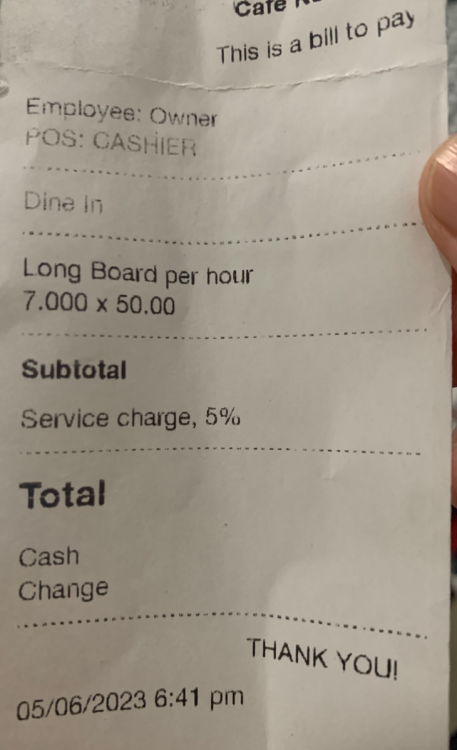 Cafe
This is a bill to pay
Employee: Owner
POS: CASHIER
Dine In
Long Board per hour
7.000 x 50.00
Subtotal
Service charge, 5%
Total
Cash
Change
THANK YOU!
05/06/2023 6:41 pm